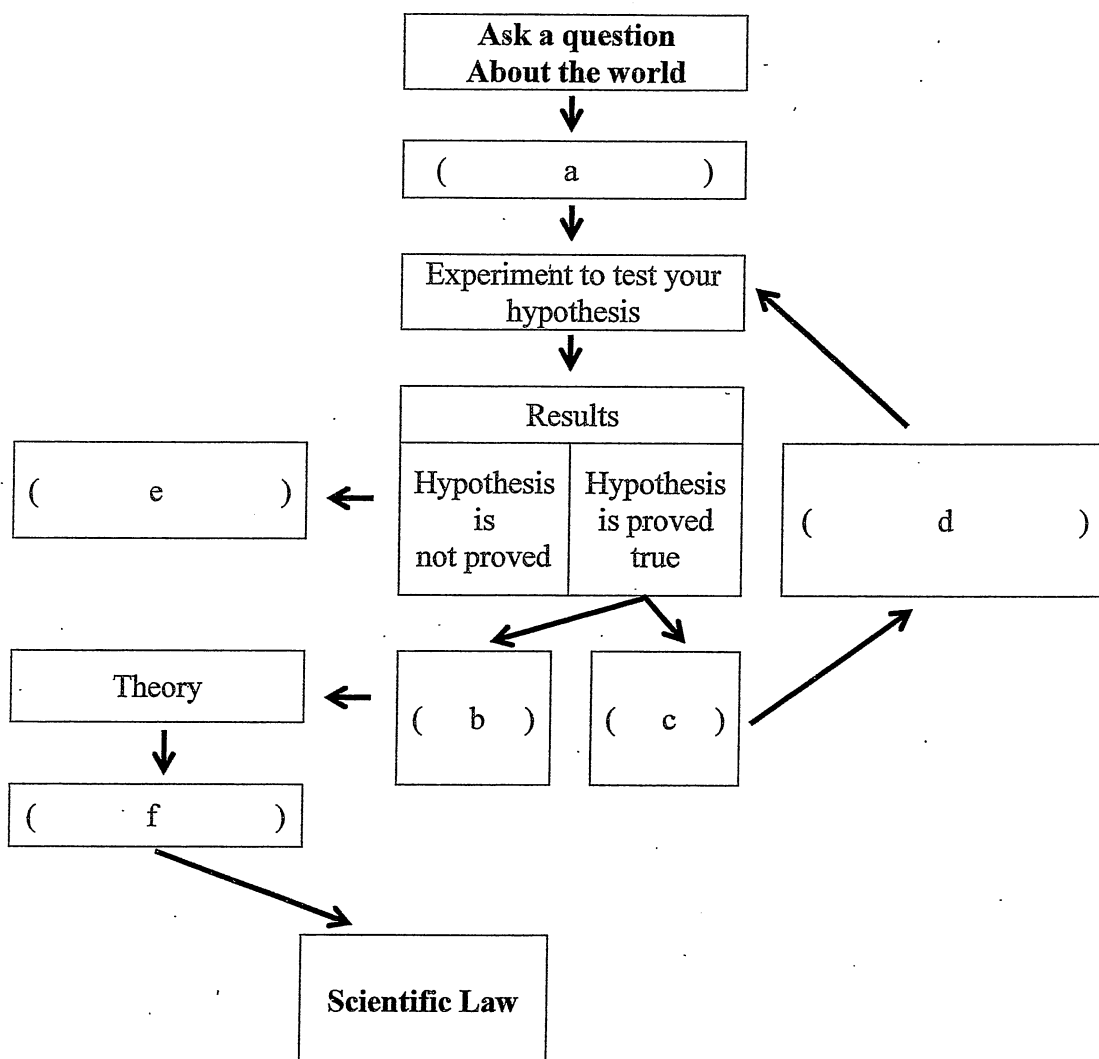 Ask a question
About the world
( a )
Experiment to test your
hypothesis
Results
Hypothesis
is
not proved
Hypothesis
is proved
true
( e )
( d )
Theory
( b )
( c )
( f )
Scientific Law